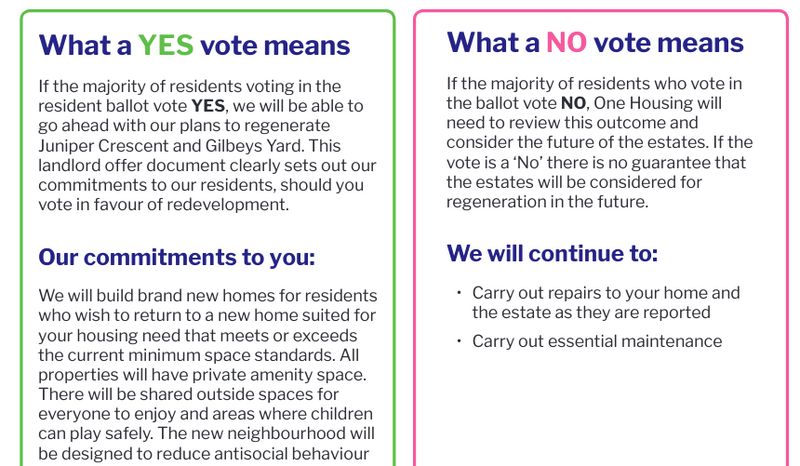 What a YES vote means
If the majority of residents voting in the
resident ballot vote YES, we will be able to
go ahead with our plans to regenerate
Juniper Crescent and Gilbeys Yard. This
landlord offer document clearly sets out our
commitments to our residents, should you
vote in favour of redevelopment.
Our commitments to you:
We will build brand new homes for residents
who wish to return to a new home suited for
your housing need that meets or exceeds
the current minimum space standards. All
properties will have private amenity space.
There will be shared outside spaces for
everyone to enjoy and areas where children
can play safely. The new neighbourhood will
be designed to reduce antisocial behaviour
What a NO vote means
If the majority of residents who vote in
the ballot vote NO, One Housing will
need to review this outcome and
consider the future of the estates. If the
vote is a ‘No’ there is no guarantee that
the estates will be considered for
regeneration in the future.
We will continue to:
• Carry out repairs to your home and
the estate as they are reported
• Carry out essential maintenance